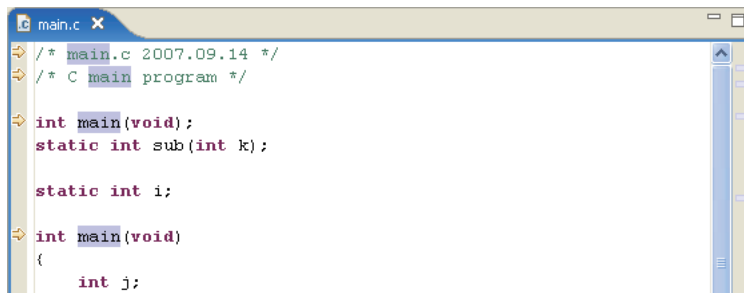 main.c
/* main.c 2007.09.14 */
/* C main program */
int main(void);
static int sub(int k);
static int i;
int main(void)
{
int j;